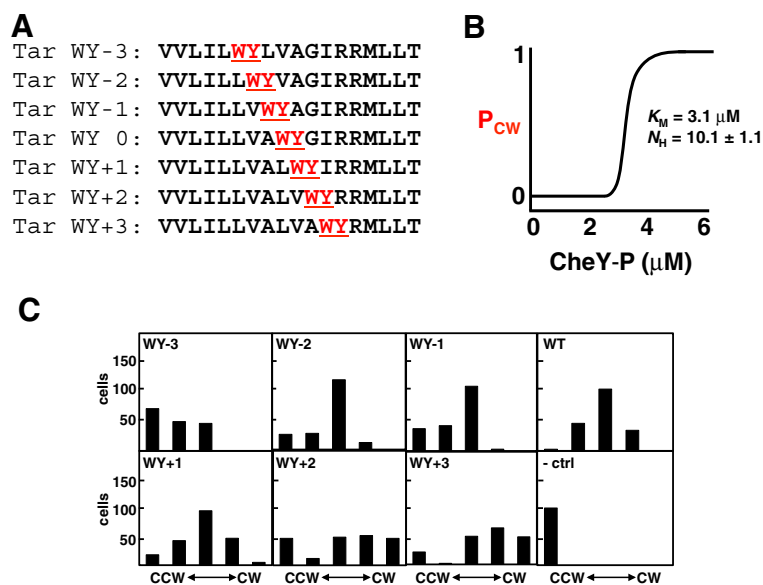 A
Tar WY-3: VVLILWYLVAGIRRMLLT
Tar WY-2: VVLILLWYVAGIRRMLLT
Tar WY-1: VVLILLVWYAGIRRMLLT
Tar WY 0: VVLILLVAWYGIRRMLLT
Tar WY+1: VVLILLVALWYIRRMLLT
Tar WY+2: VVLILLVALVWYRRMLLT
Tar WY+3: VVLILLVALVAWYRMLLT
B
1
PCW
0
KM = 3.1 μM
NH = 10.1 ± 1.1
0 2 4 6
CheY-P (μM)
C
WY-3 WY-2 WY-1 WT
150
100
50
cells
WY+1 WY+2 WY+3 - ctrl
150
100
50
cells
CCW ↔ CW CCW ↔ CW CCW ↔ CW CCW ↔ CW